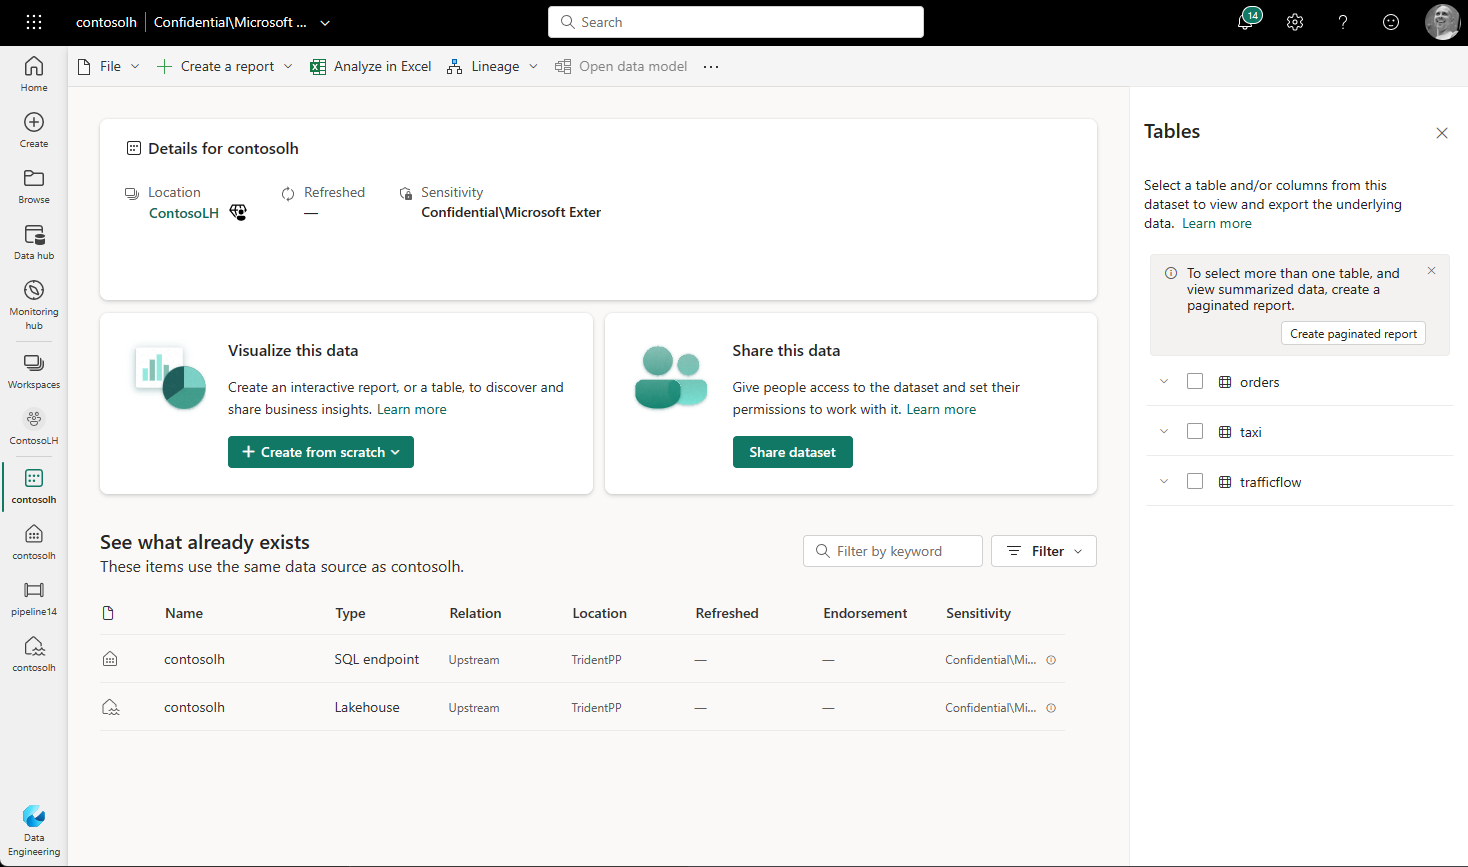 contosolh
Confidential\Microsoft ...
Search
14
File
Create a report
Analyze in Excel
Lineage
Open data model
...
Home
Create
Browse
Data hub
Monitoring
hub
Workspaces
ContosoLH
contosolh
contosolh
pipeline14
contosolh
Data
Engineering
Details for contosolh
Location
ContosoLH
Refreshed
—
Sensitivity
Confidential\Microsoft Exter
Visualize this data
Create an interactive report, or a table, to discover and
share business insights. Learn more
+ Create from scratch
Share this data
Give people access to the dataset and set their
permissions to work with it. Learn more
Share dataset
See what already exists
These items use the same data source as contosolh.
Filter by keyword
Filter
Name Type Relation Location Refreshed Endorsement Sensitivity
contosolh SQL endpoint Upstream TridentPP — — Confidential\Mi...
contosolh Lakehouse Upstream TridentPP — — Confidential\Mi...
Tables
Select a table and/or columns from this
dataset to view and export the underlying
data. Learn more
To select more than one table, and
view summarized data, create a
paginated report.
Create paginated report
orders
taxi
trafficflow